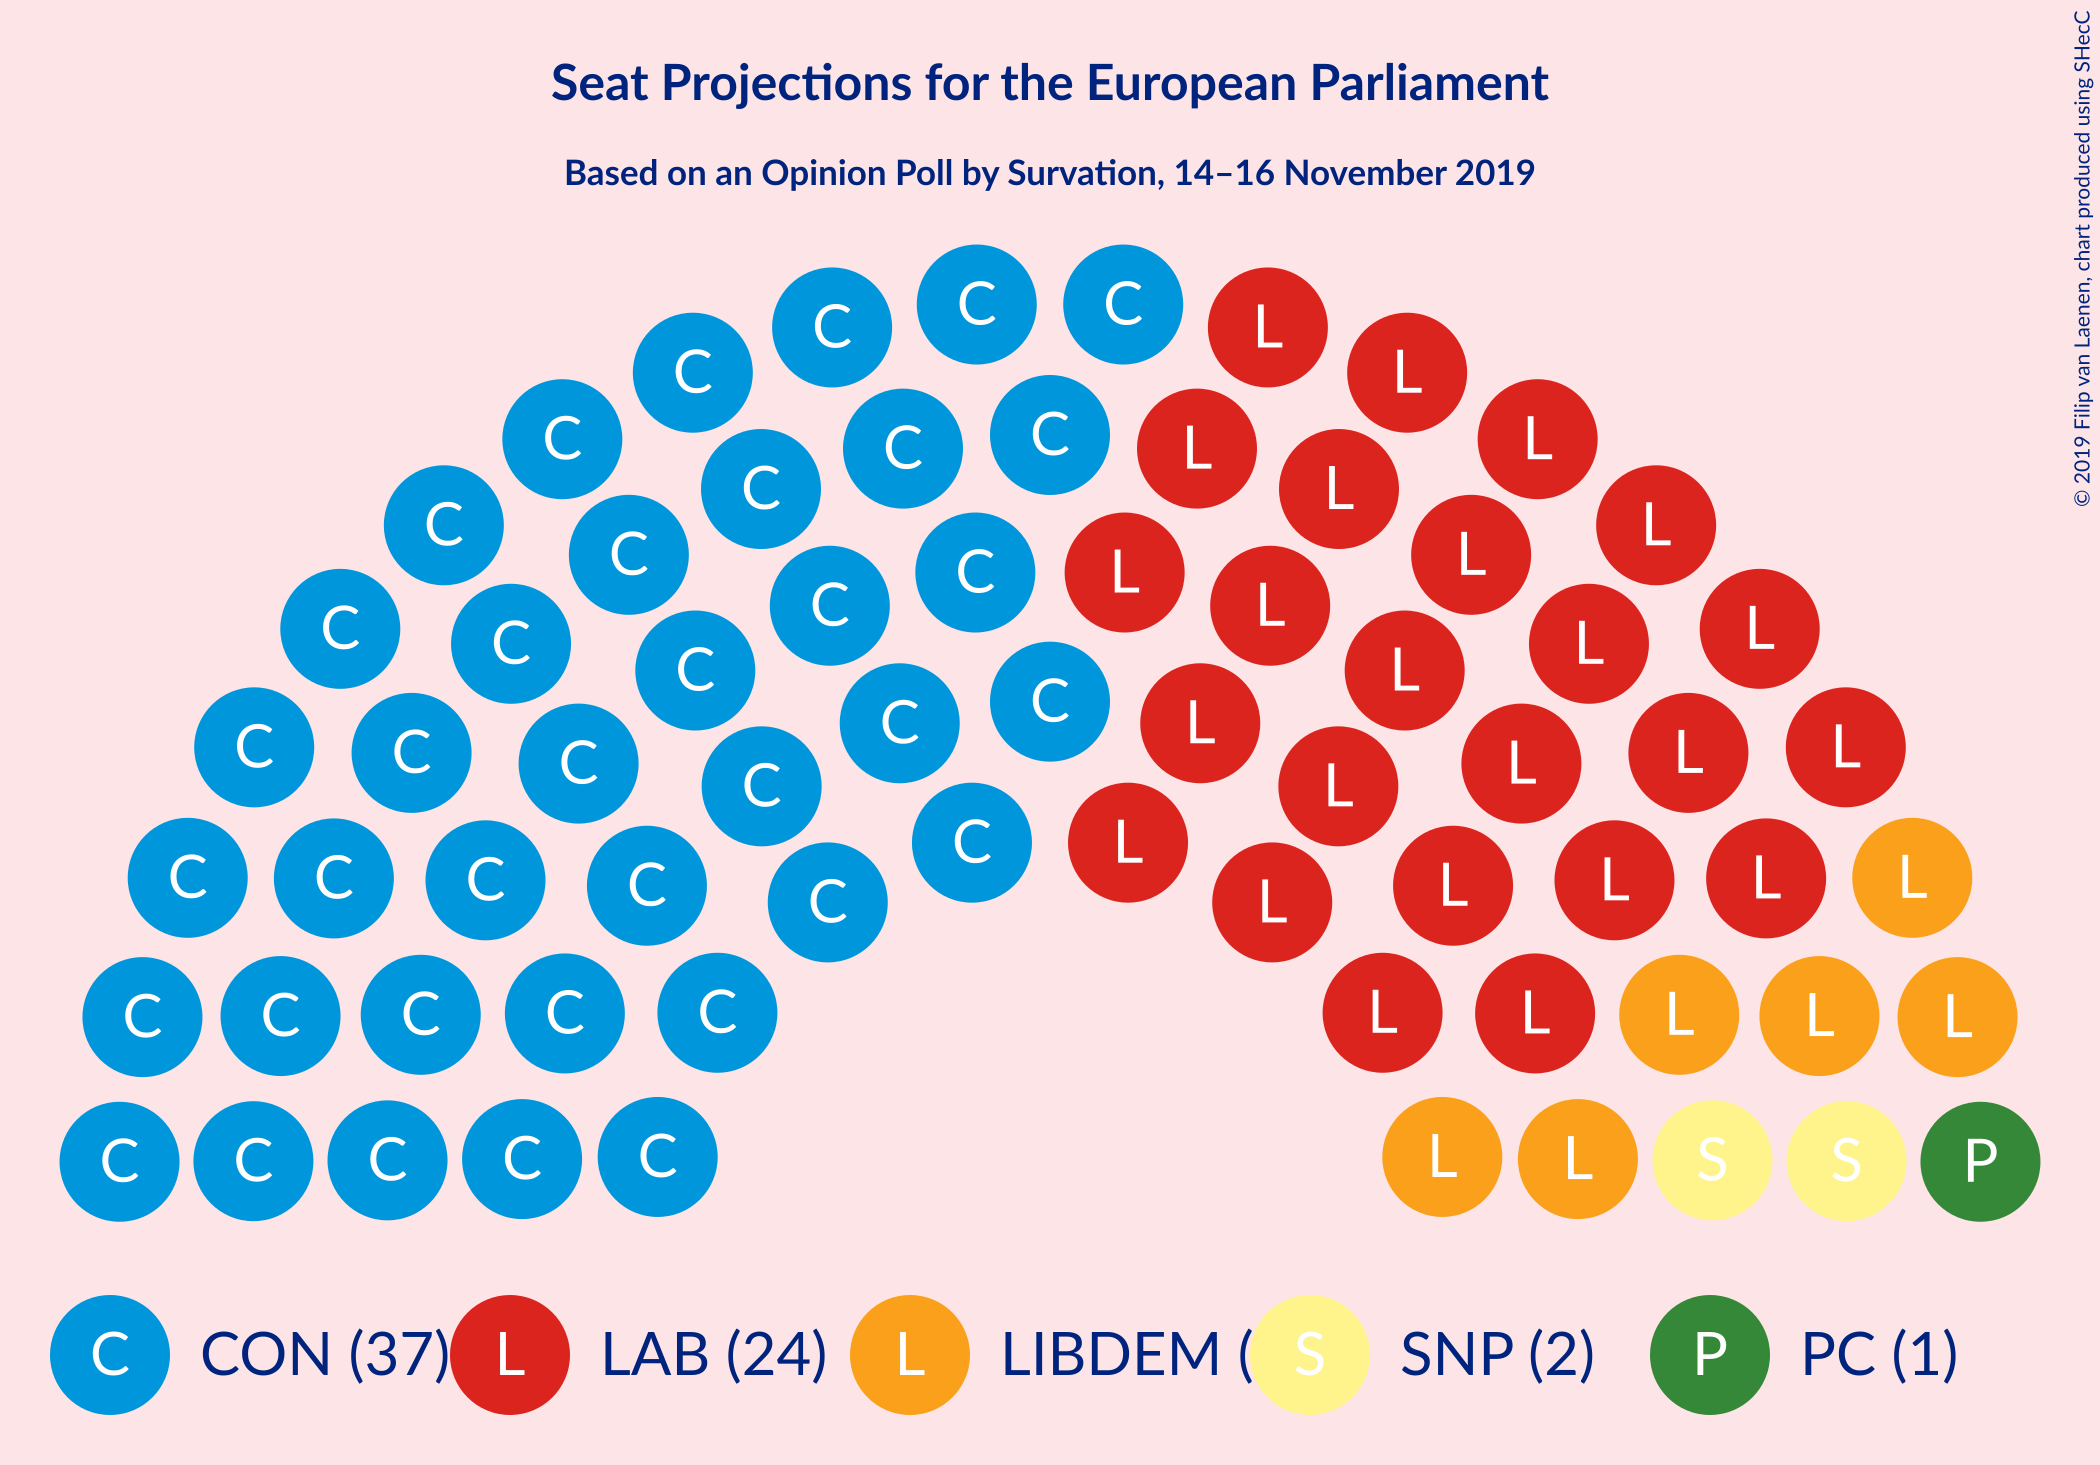 Seat Projections for the European Parliament
Based on an Opinion Poll by Survation, 14–16 November 2019
© 2019 Filip van Laenen, chart produced using SHecC
C C
C L
C L
C C C L L
C L
C C L
C C L L
C C L L
C C C L L L
C C C L L L
C C C C L L L L
C C L L
C C C C L L L L
C C L L
C C C C C L L L L L
C C C C C S S P
C CON (37) L LAB (24) L LIBDEM ( S SNP (2) P PC (1)